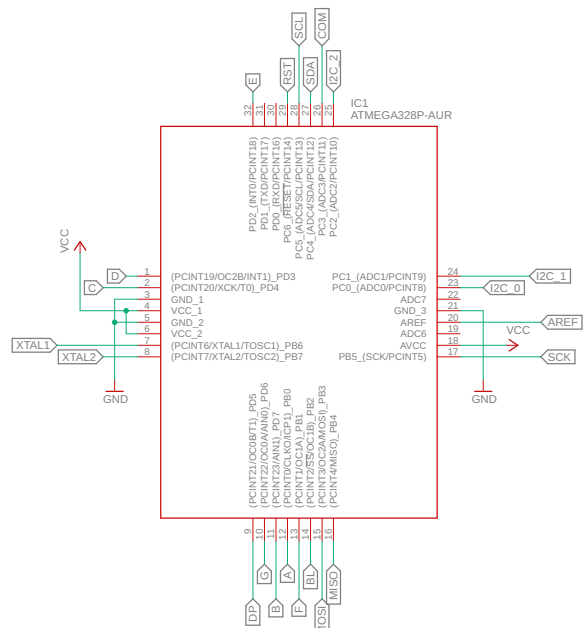 SCL
COM
E
RST
SDA
I2C_2
32
31
30
29
28
27
26
25
IC1
ATMEGA328P-AUR
PD2_(INT0/PCINT18)
PD1_(TXD/PCINT17)
PD0_(RXD/PCINT16)
PC6_(RESET/PCINT14)
PC5_(ADC5/SCL/PCINT13)
PC4_(ADC4/SDA/PCINT12)
PC3_(ADC3/PCINT11)
PC2_(ADC2/PCINT10)
VCC
D
1
(PCINT19/OC2B/INT1)_PD3
C
2
(PCINT20/XCK/T0)_PD4
3
GND_1
4
VCC_1
5
GND_2
6
VCC_2
XTAL1
7
(PCINT6/XTAL1/TOSC1)_PB6
XTAL2
8
(PCINT7/XTAL2/TOSC2)_PB7
GND
PC1_(ADC1/PCINT9)
24
I2C_1
PC0_(ADC0/PCINT8)
23
I2C_0
ADC7
22
GND_3
21
AREF
20
AREF
ADC6
19
VCC
AVCC
18
PB5_(SCK/PCINT5)
17
SCK
GND
(PCINT21/OC0B/T1)_PD5
(PCINT22/OC0A/AIN0)_PD6
(PCINT23/AIN1)_PD7
(PCINT0/CLKO/ICP1)_PB0
(PCINT1/OC1A)_PB1
(PCINT2/SS/OC1B)_PB2
(PCINT3/OC2A/MOSI)_PB3
(PCINT4/MISO)_PB4
9
10
11
12
13
14
15
16
DP
G
B
A
F
BL
MOSI
MISO